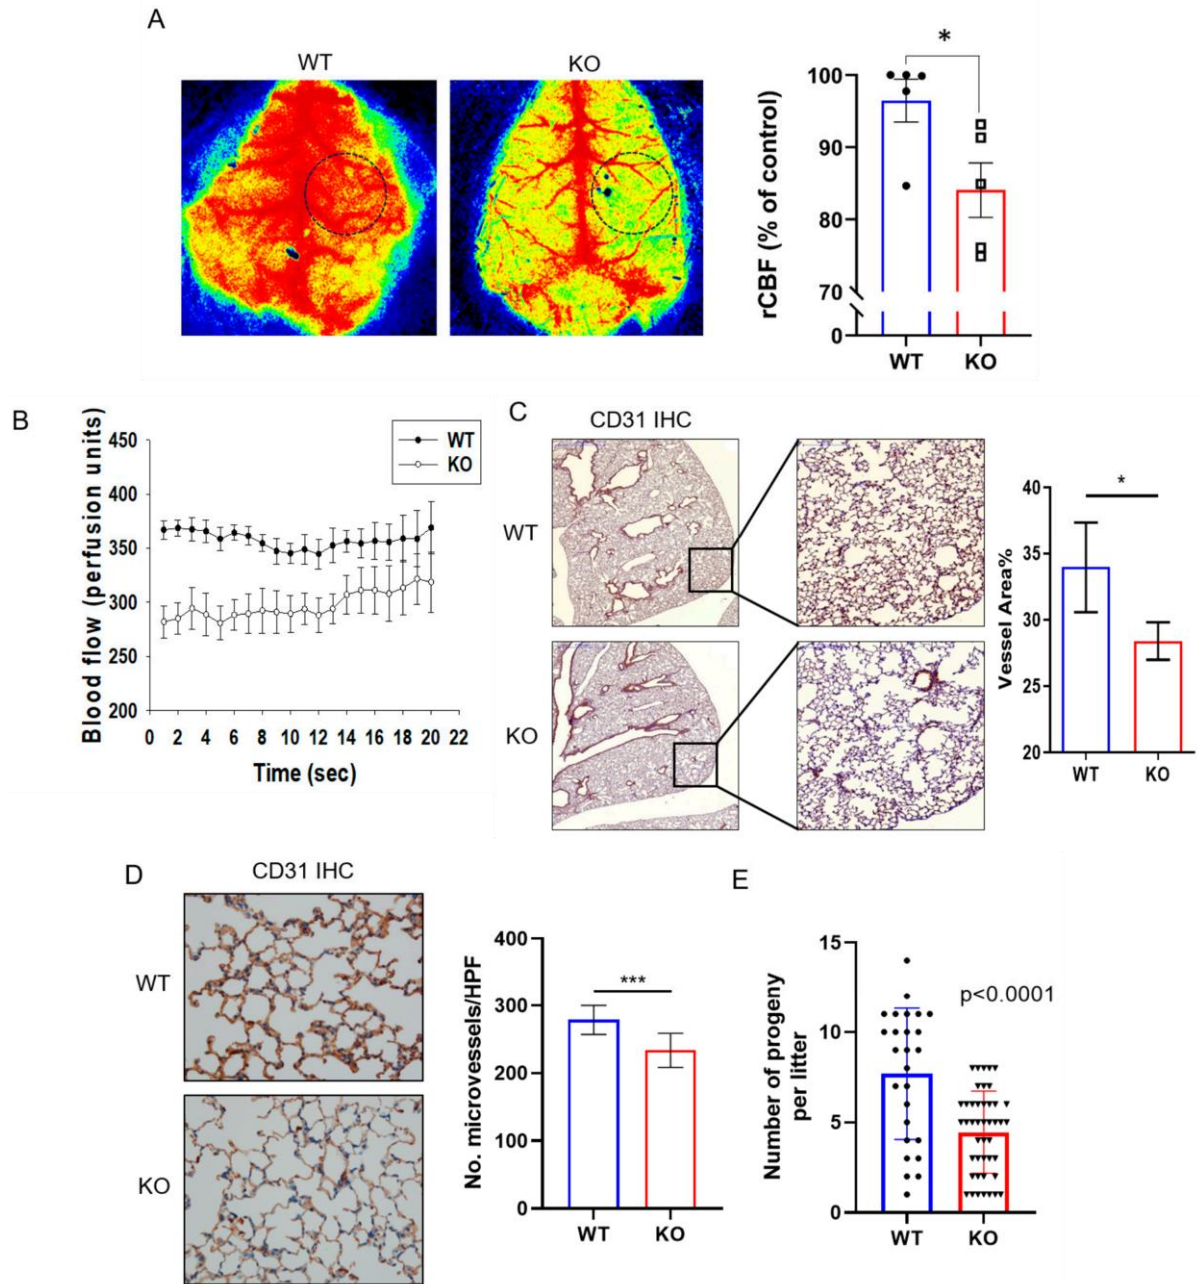 A
WT
KO
*
rCBF (% of control)
100
90
80
70
0
WT
KO
B
Blood flow (perfusion units)
450
400
350
300
250
200
WT
KO
0 2 4 6 8 10 12 14 16 18 20 22
Time (sec)
C
CD31 IHC
WT
KO
*
Vessel Area%
40
35
30
25
20
WT
KO
D
CD31 IHC
WT
KO
***
No. microvessels/HPF
400
300
200
100
0
WT
KO
E
p<0.0001
Number of progeny
per litter
15
10
5
0
WT
KO